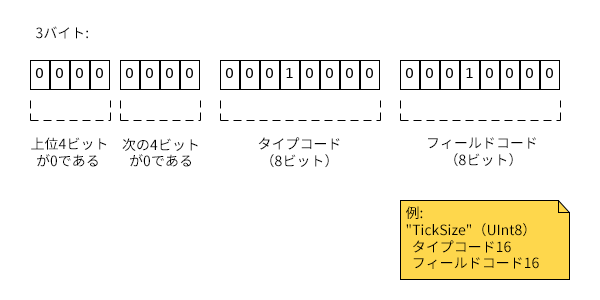 3バイト:
0 0 0 0 0 0 0 0 0 0 0 1 0 0 0 0 0 0 0 1 0 0 0 0
上位4ビット
が0である
次の4ビット
が0である
タイプコード
（8ビット）
フィールドコード
（8ビット）
例:
"TickSize"（UInt8）
タイプコード16
フィールドコード16